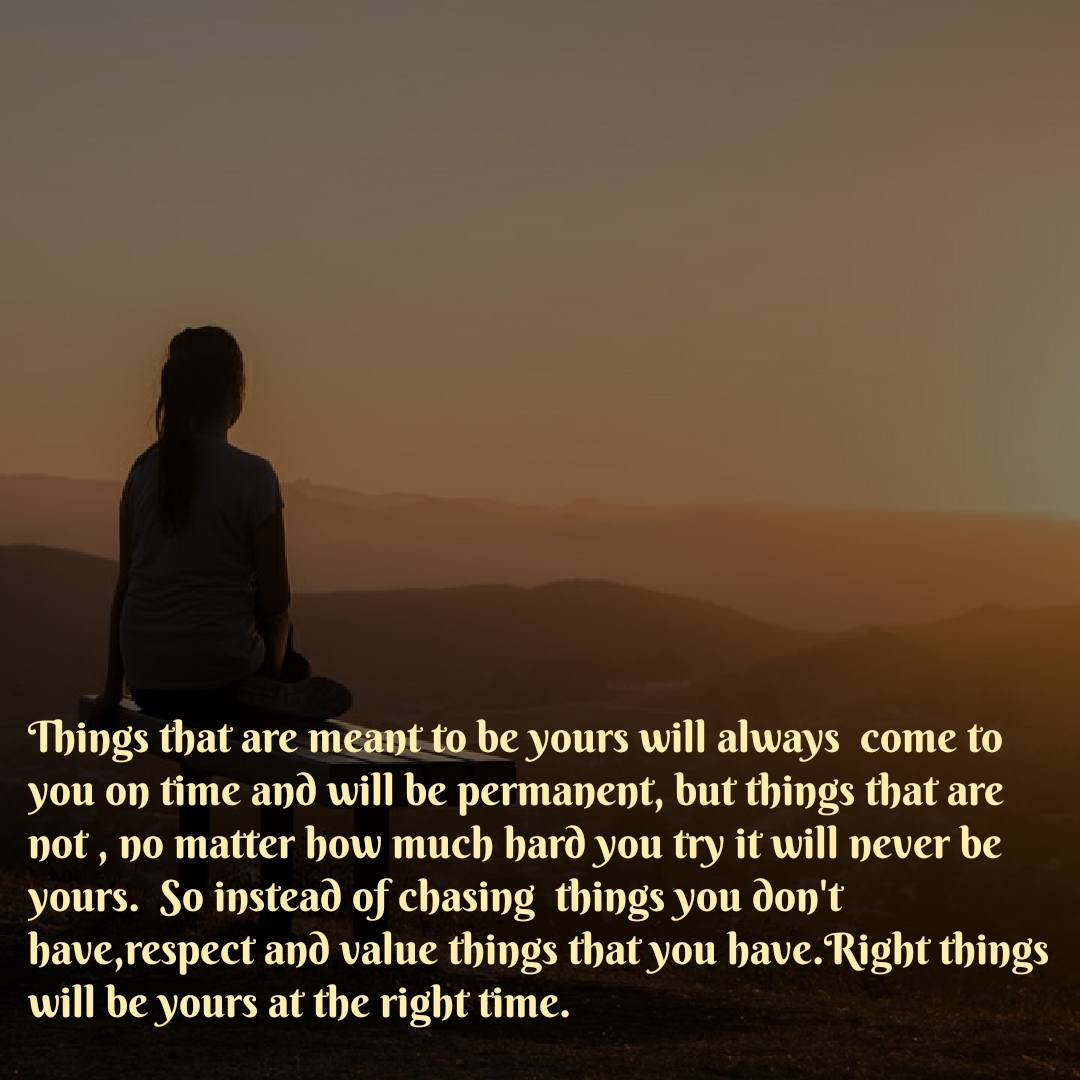 Things that are meant to be yours will always  come to
you on time and will be permanent, but things that are
not , no matter how much hard you try it will never be
yours.  So instead of chasing  things you don't
have,respect and value things that you have.Right things
will be yours at the right time.